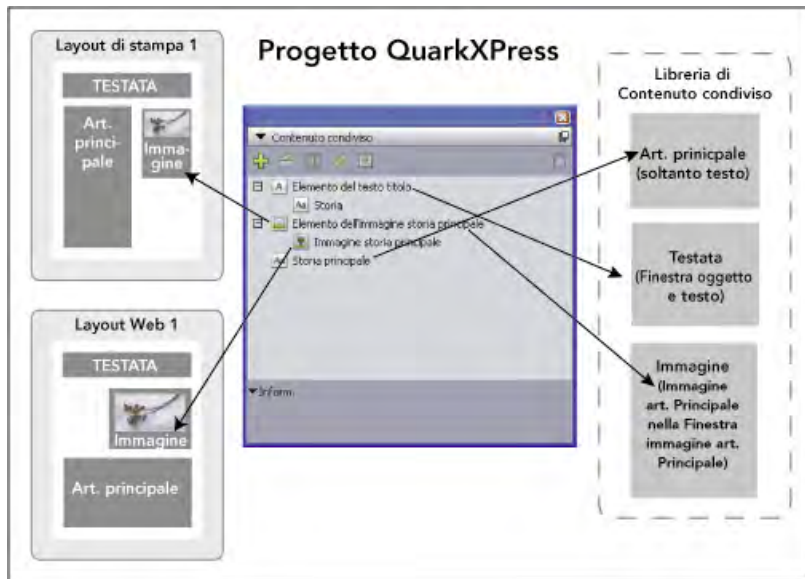 Progetto QuarkXPress
Layout di stampa 1
TESTATA
Art.
princi-
pale
Imma-
gine
Layout Web 1
TESTATA
Immagine
Art. principale
Contenuto condiviso
Elemento del testo titolo
Storia
Elemento dell'immagine storia principale
Immagine storia principale
Storia principale
Inform.
Libreria di
Contenuto condiviso
Art. prinicpale
(soltanto testo)
Testata
(Finestra oggetto
e testo)
Immagine
(Immagine
art. Principale
nella Finestra
immagine art.
Principale)